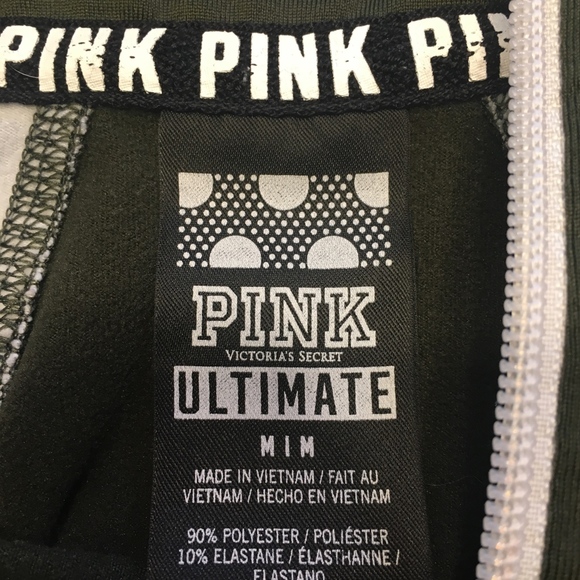 PINK PINK PI
PINK
VICTORIA'S SECRET
ULTIMATE
M | M
MADE IN VIETNAM / FAIT AU
VIETNAM / HECHO EN VIETNAM
90% POLYESTER / POLIÉSTER
10% ELASTANE / ÉLASTHANNE /
ELASTANO